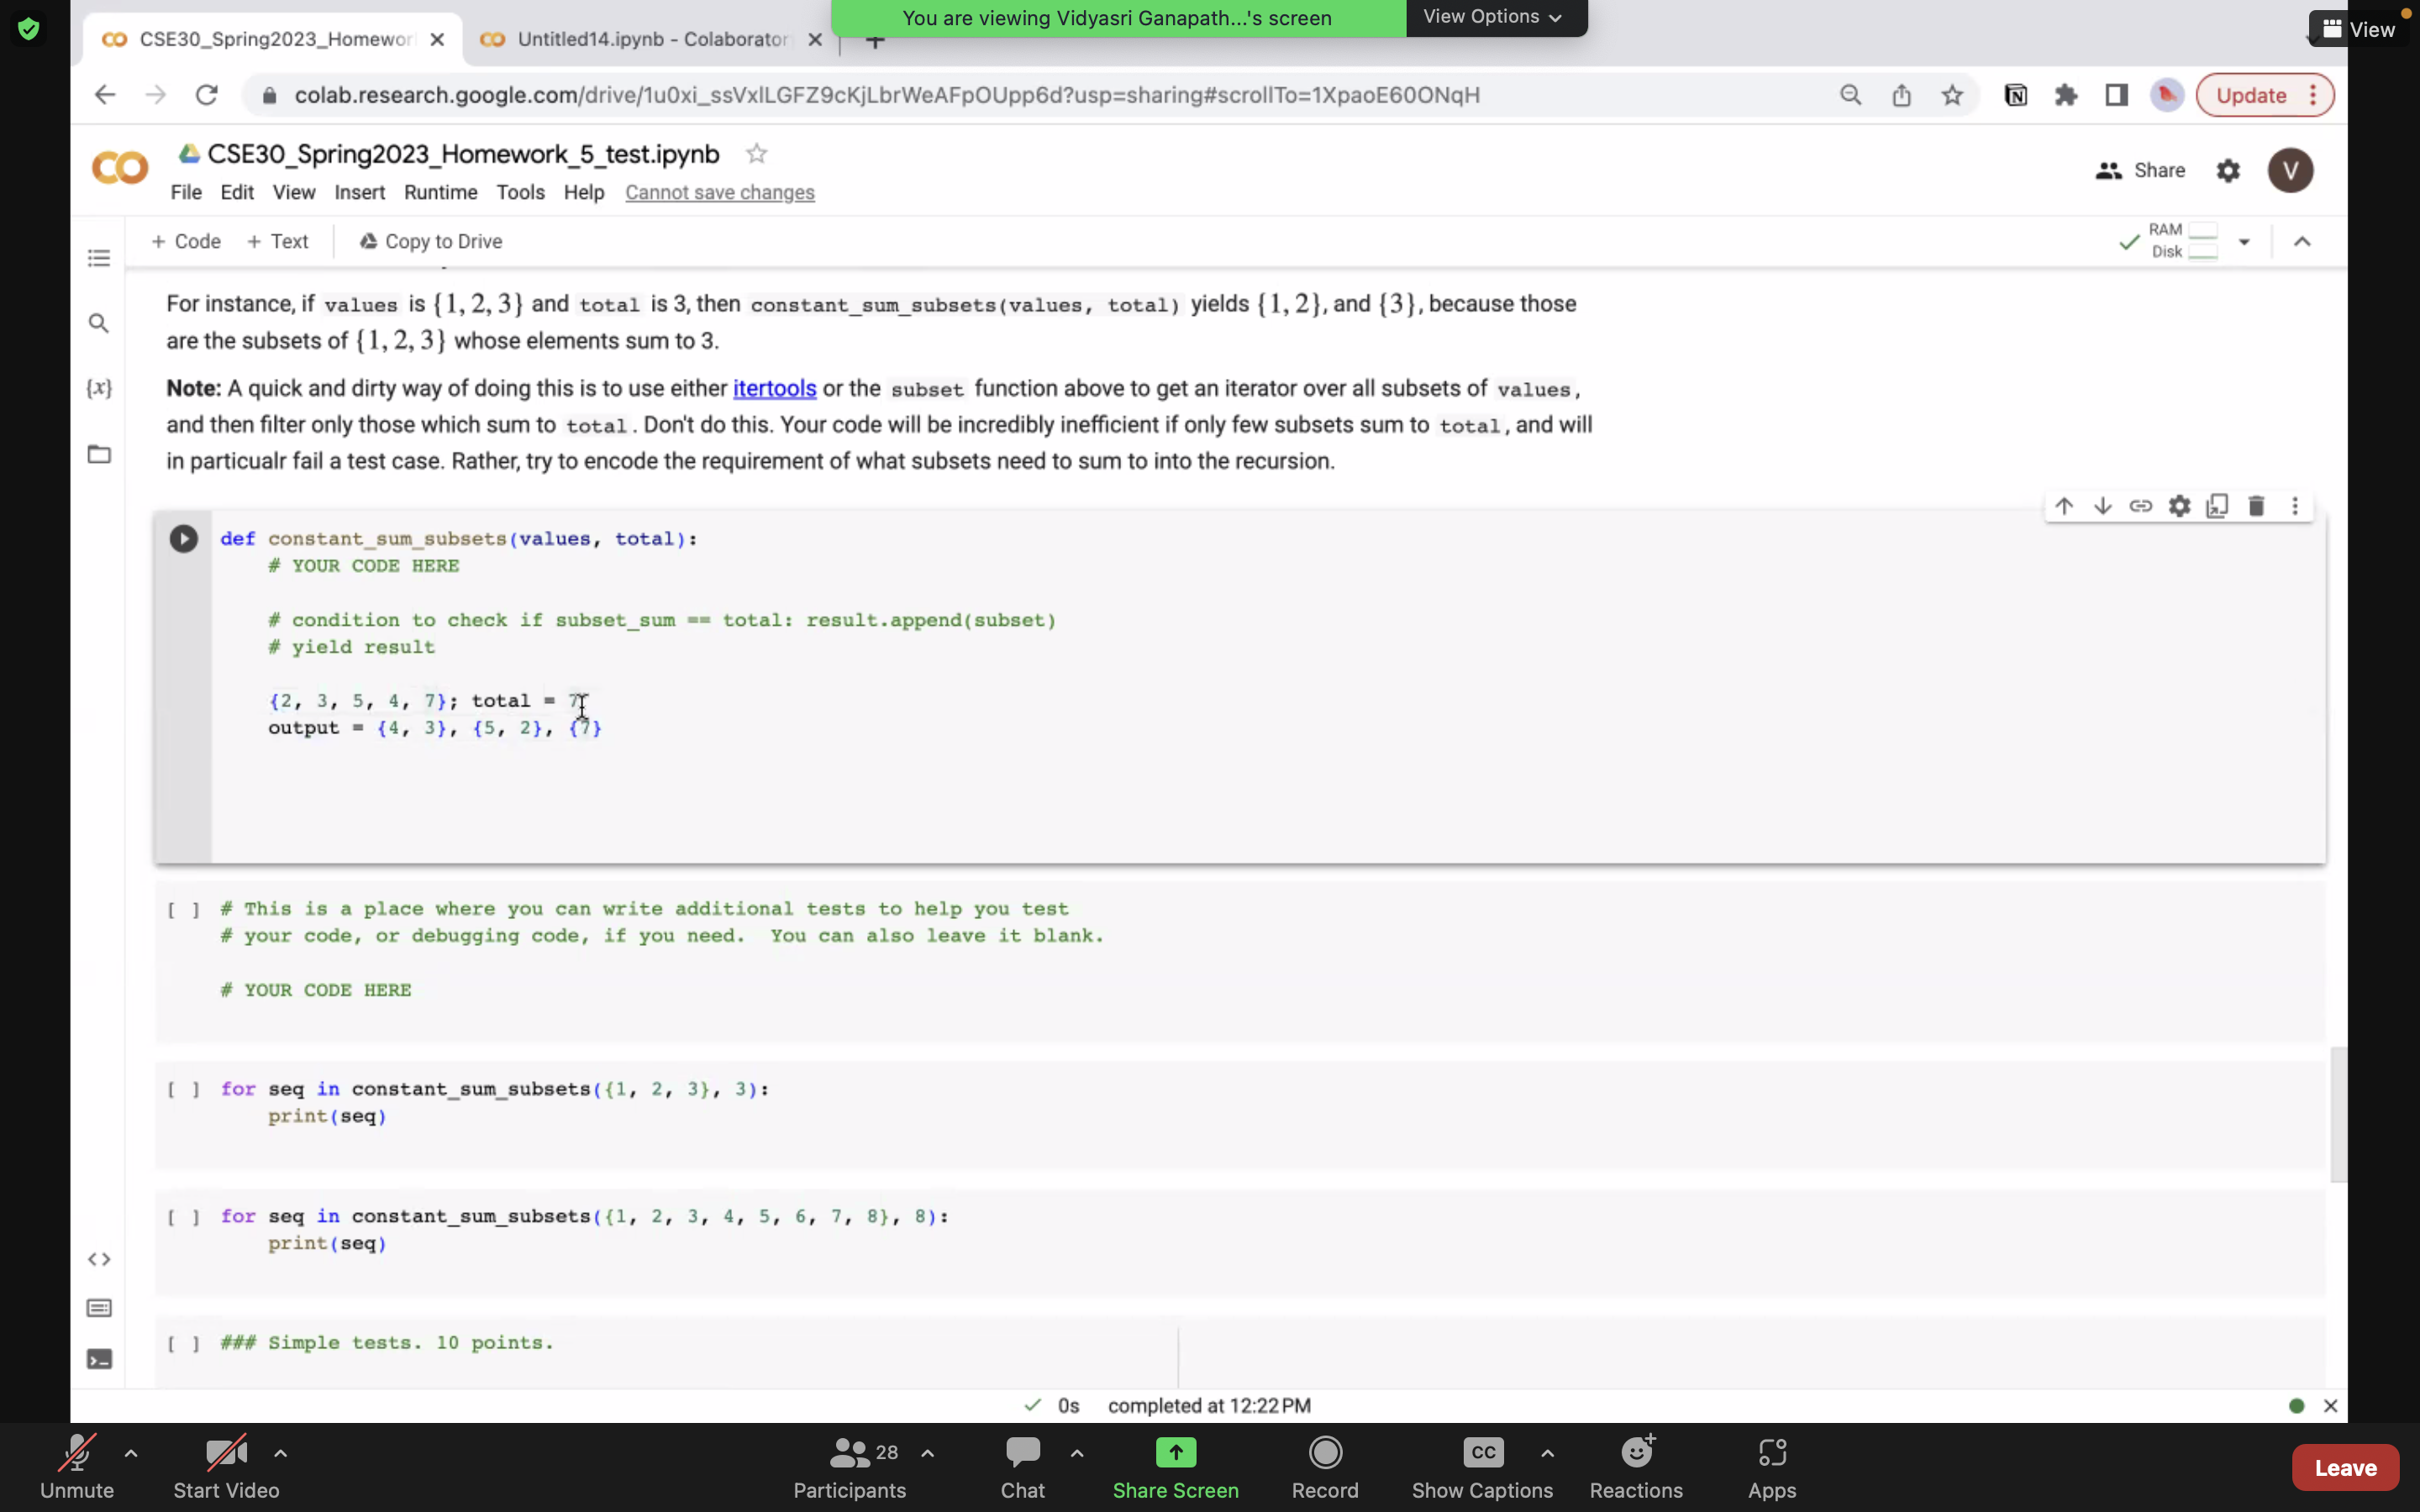 You are viewing Vidyasri Ganapath...'s screen
View Options
View
CSE30_Spring2023_Homewor
Untitled14.ipynb - Colaborator
colab.research.google.com/drive/1u0xi_ssVxlLGFZ9cKjLbrWeAFpOUpp6d?usp=sharing#scrollTo=1XpaoE60ONqH
Update
CSE30_Spring2023_Homework_5_test.ipynb
Share
V
File Edit View Insert Runtime Tools Help Cannot save changes
+ Code + Text Copy to Drive
RAM
Disk
For instance, if values is {1, 2, 3} and total is 3, then constant_sum_subsets(values, total) yields {1, 2}, and {3}, because those
are the subsets of {1, 2, 3} whose elements sum to 3.
Note: A quick and dirty way of doing this is to use either itertools or the subset function above to get an iterator over all subsets of values,
and then filter only those which sum to total. Don't do this. Your code will be incredibly inefficient if only few subsets sum to total, and will
in particualr fail a test case. Rather, try to encode the requirement of what subsets need to sum to into the recursion.
def constant_sum_subsets(values, total):
# YOUR CODE HERE
# condition to check if subset_sum == total: result.append(subset)
# yield result
{2, 3, 5, 4, 7}; total = 7
output = {4, 3}, {5, 2}, {7}
[ ] # This is a place where you can write additional tests to help you test
# your code, or debugging code, if you need. You can also leave it blank.
# YOUR CODE HERE
[ ] for seq in constant_sum_subsets({1, 2, 3}, 3):
print(seq)
[ ] for seq in constant_sum_subsets({1, 2, 3, 4, 5, 6, 7, 8}, 8):
print(seq)
[ ] ### Simple tests. 10 points.
0s completed at 12:22 PM
28
CC
Unmute Start Video Participants Chat Share Screen Record Show Captions Reactions Apps
Leave